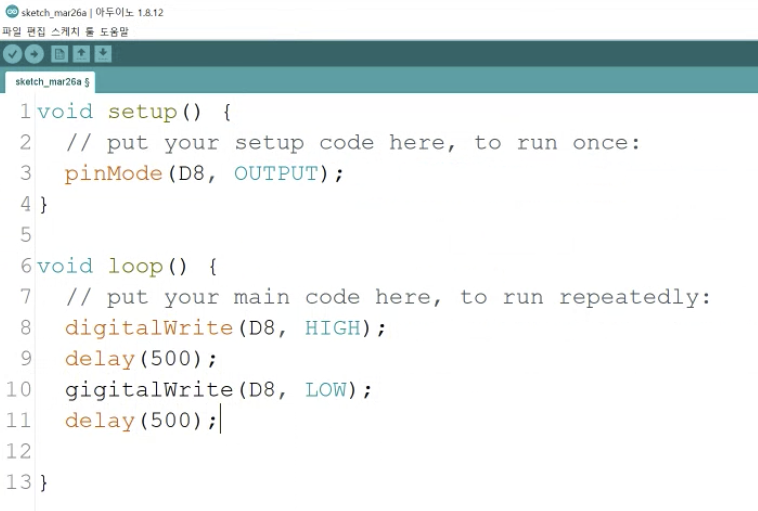 sketch_mar26a | 아두이노 1.8.12
파일 편집 스케치 툴 도움말
sketch_mar26a §
1 void setup() {
2 // put your setup code here, to run once:
3 pinMode(D8, OUTPUT);
4 }
5
6 void loop() {
7 // put your main code here, to run repeatedly:
8 digitalWrite(D8, HIGH);
9 delay(500);
10 gigitalWrite(D8, LOW);
11 delay(500);
12
13 }